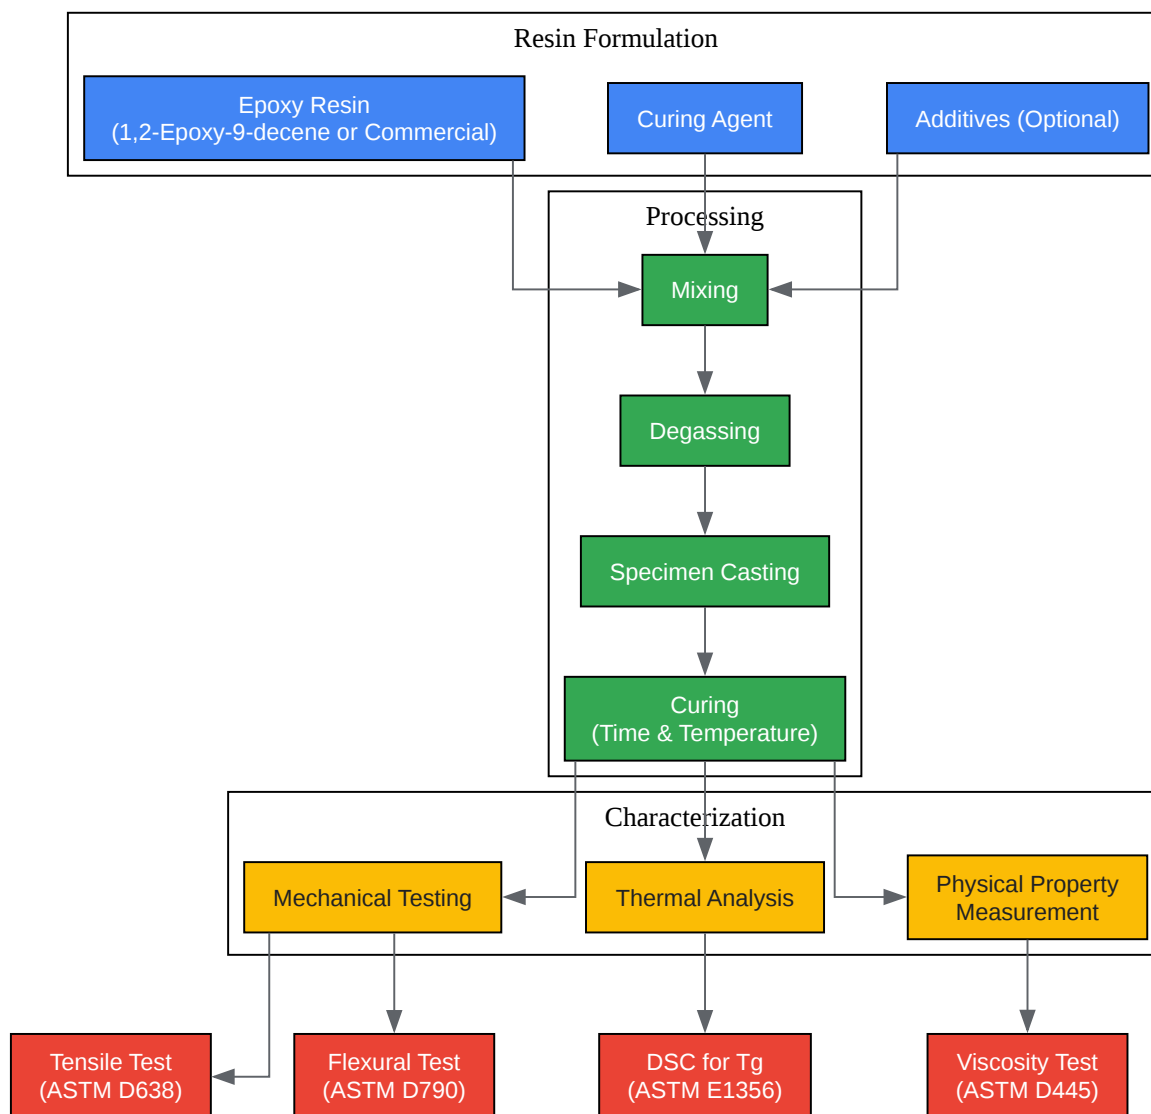 Resin Formulation
Epoxy Resin
(1,2-Epoxy-9-decene or Commercial)
Curing Agent
Additives (Optional)
Processing
Mixing
Degassing
Specimen Casting
Curing
(Time & Temperature)
Characterization
Mechanical Testing
Thermal Analysis
Physical Property
Measurement
Tensile Test
(ASTM D638)
Flexural Test
(ASTM D790)
DSC for Tg
(ASTM E1356)
Viscosity Test
(ASTM D445)